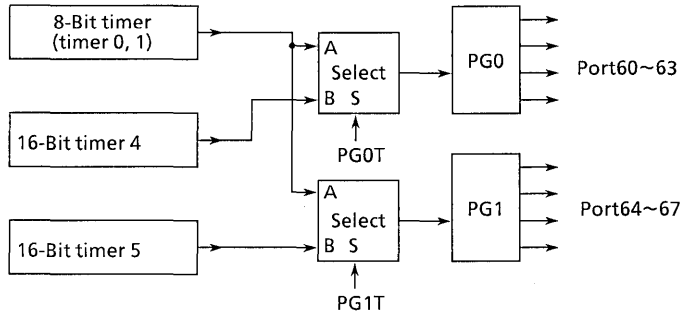 8-Bit timer
(timer 0, 1)
A
Select
B S
PG0T
PG0
Port60~63
16-Bit timer 4
A
Select
B S
PG1T
PG1
Port64~67
16-Bit timer 5